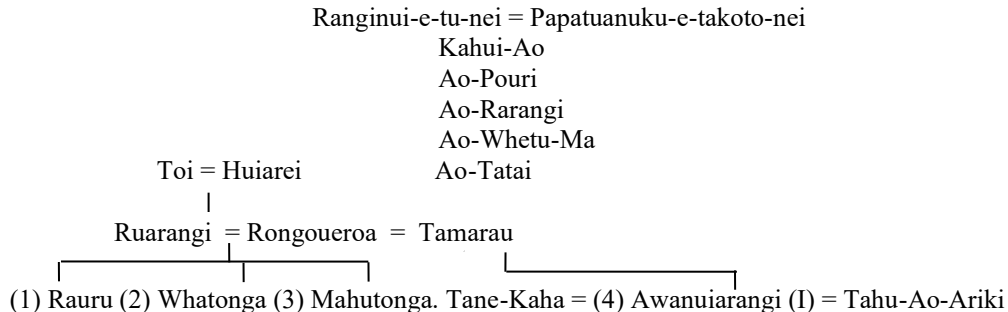 Ranginui-e-tu-nei = Papatuanuku-e-takoto-nei
Kahui-Ao
Ao-Pouri
Ao-Rarangi
Ao-Whetu-Ma
Toi = Huiarei Ao-Tatai
Ruarangi = Rongoueroa = Tamarau
(1) Rauru (2) Whatonga (3) Mahutonga. Tane-Kaha = (4) Awanuiarangi (I) = Tahu-Ao-Ariki